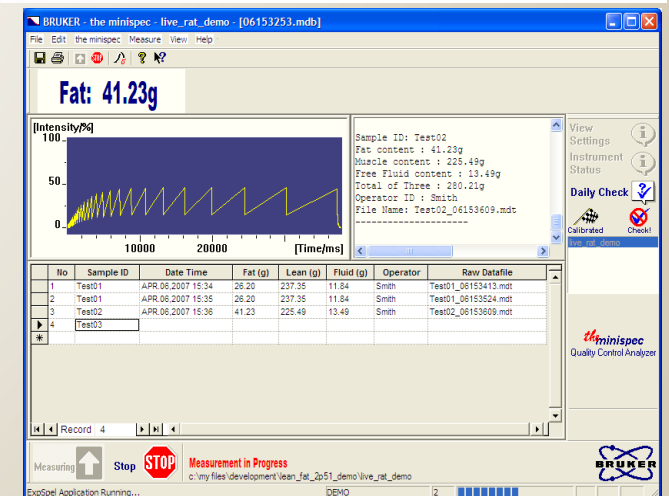 BRUKER - the minispec - live_rat_demo - [06153253.mdb]
File Edit the minispec Measure View Help
Fat: 41.23g
[Intensity/%]
100
50
0
10000 20000 [Time/ms]
Sample ID: Test02
Fat content : 41.23g
Muscle content : 225.49g
Free Fluid content : 13.49g
Total of Three : 280.21g
Operator ID : Smith
File Name: Test02_06153609.mdt
--------------------
View Settings
Instrument Status
Daily Check
Calibrated Check!
live_rat_demo
No Sample ID Date Time Fat (g) Lean (g) Fluid (g) Operator Raw Datafile
1 Test01 APR.06,2007 15:34 26.20 237.35 11.84 Smith Test01_06153413.mdt
2 Test01 APR.06,2007 15:35 26.20 237.35 11.84 Smith Test01_06153524.mdt
3 Test02 APR.06,2007 15:36 41.23 225.49 13.49 Smith Test02_06153609.mdt
4 Test03
the minispec
Quality Control Analyzer
Record 4
Measuring Stop STOP Measurement in Progress
c:\my files\development\lean_fat_2p51_demo\live_rat_demo
BRUKER
ExpSpel Application Running... DEMO 2